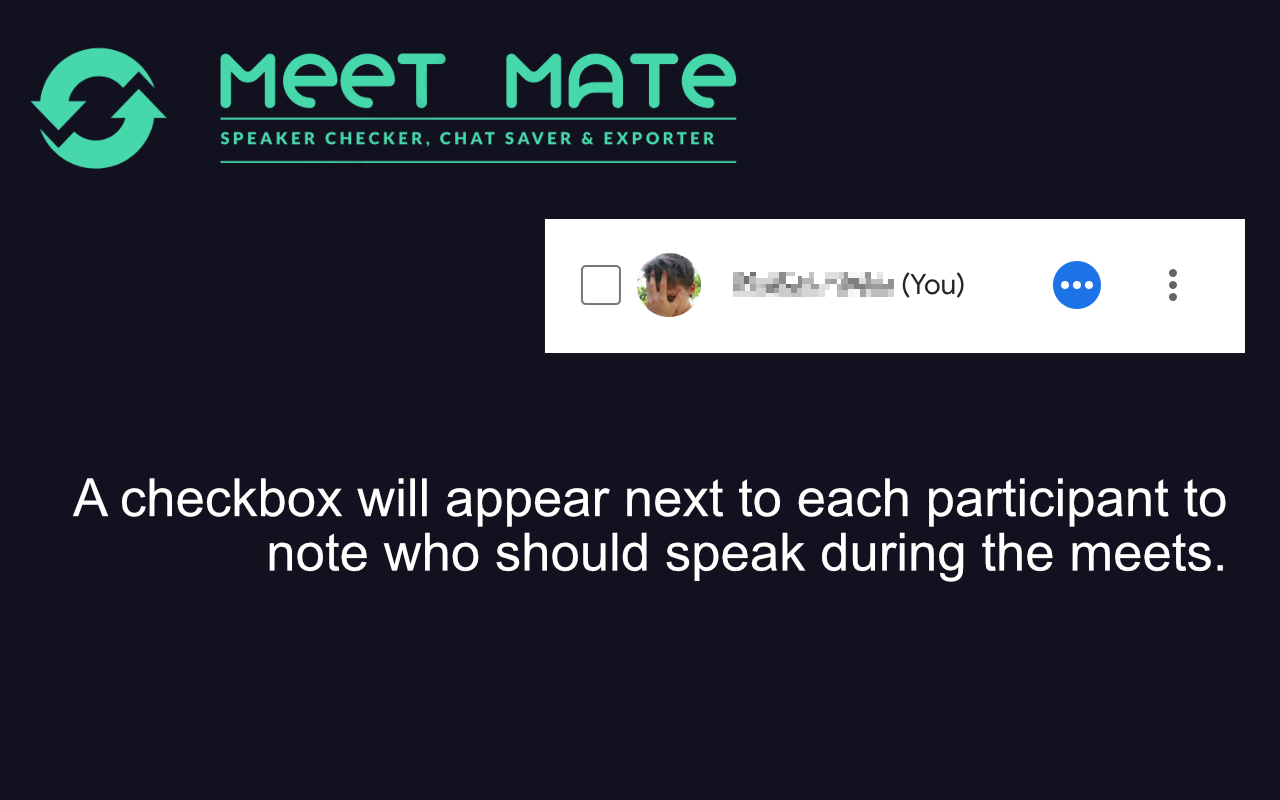 MEET MATE
SPEAKER CHECKER, CHAT SAVER & EXPORTER
(You)
A checkbox will appear next to each participant to
note who should speak during the meets.